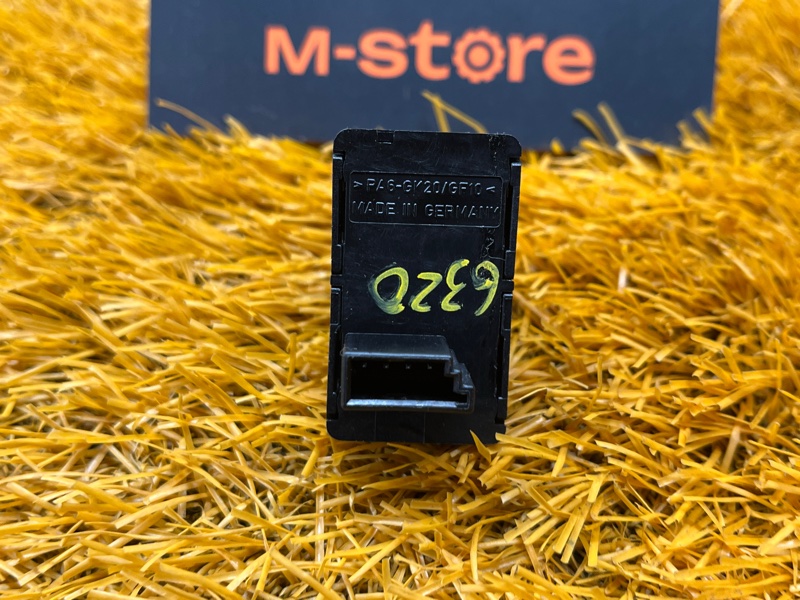 M-store
>PA6-GK20/GF10<
MADE IN GERMANY
6320